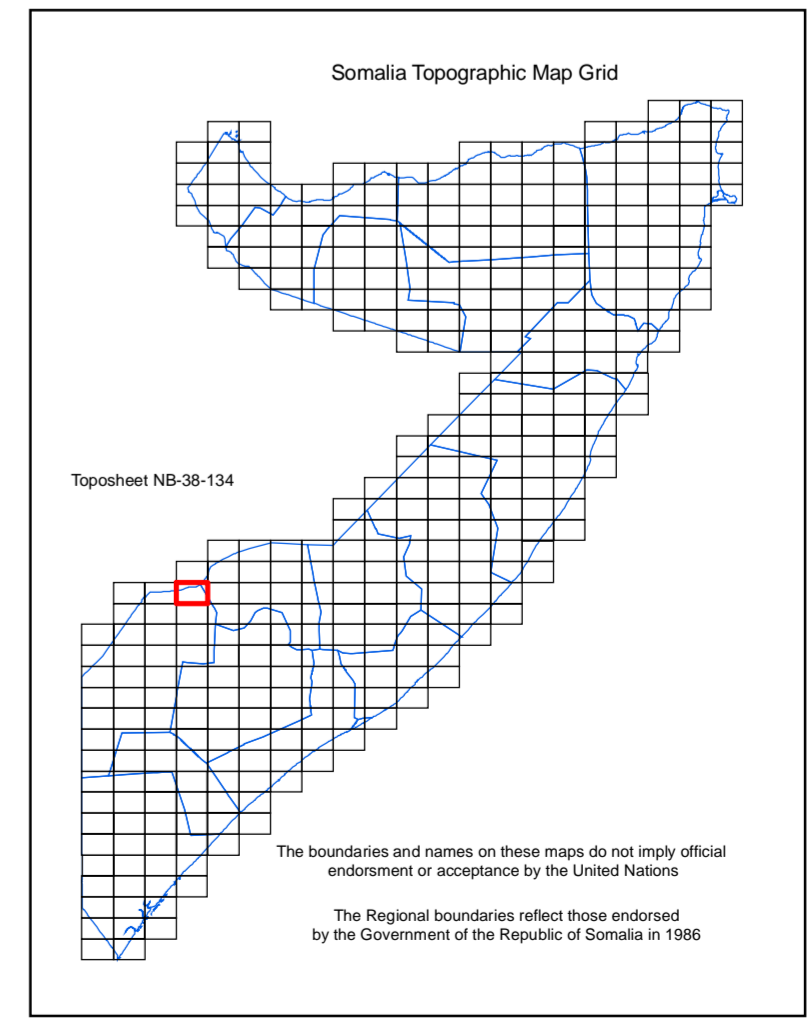 Somalia Topographic Map Grid
Toposheet NB-38-134
The boundaries and names on these maps do not imply official
endorsment or acceptance by the United Nations
The Regional boundaries reflect those endorsed
by the Government of the Republic of Somalia in 1986